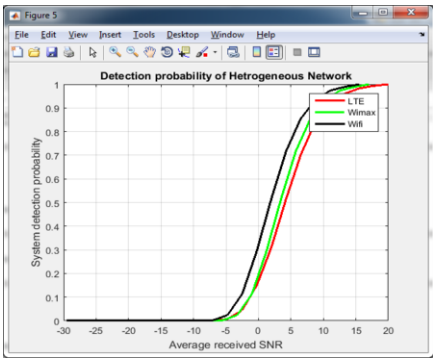 Figure 5
File Edit View Insert Tools Desktop Window Help
Detection probability of Hetrogeneous Network
LTE
Wimax
Wifi
System detection probability
1
0.9
0.8
0.7
0.6
0.5
0.4
0.3
0.2
0.1
0
-30 -25 -20 -15 -10 -5 0 5 10 15 20
Average received SNR